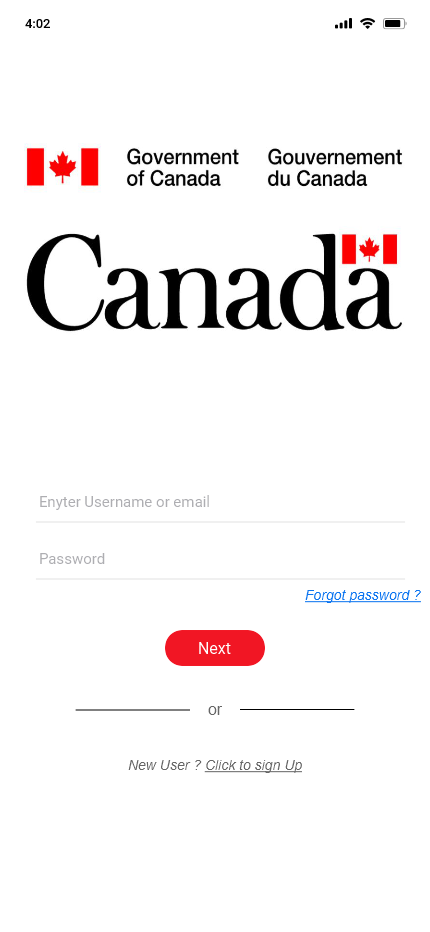 4:02
Government Gouvernement
of Canada du Canada
Canada
Enyter Username or email
Password
Forgot password ?
Next
or
New User ? Click to sign Up